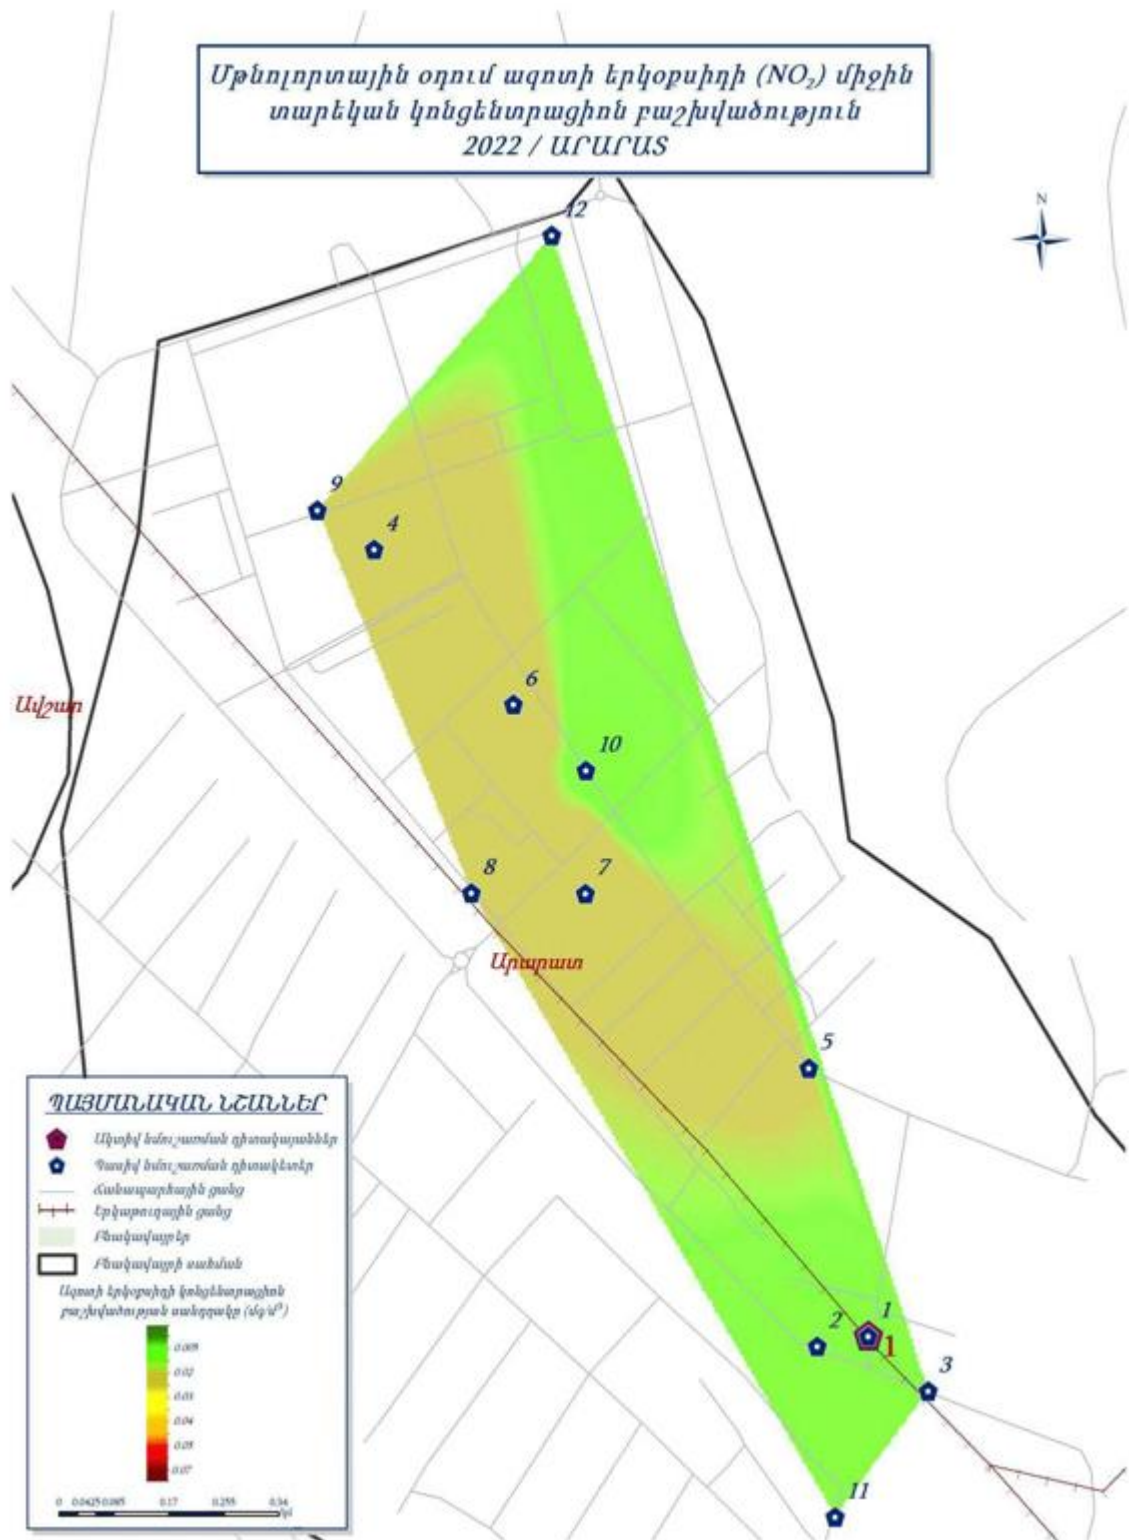 Մթնոլորտային օդում ազոտի երկօքսիդի (NO₂) միջին
տարեկան կոնցենտրացիոն բաշխվածություն
2022 / ԱՐԱՐԱՏ
N
12
9
4
6
Ավշար
10
8
7
Արարատ
5
ՊԱՅՄԱՆԱԿԱՆ ՆՇԱՆՆԵՐ
Ակտիվ նմուշառման դիտակայաններ
Պասիվ նմուշառման դիտակետեր
Ճանապարհային ցանց
Երկաթուղային ցանց
Բնակավայրեր
Բնակավայրի սահման
Ազոտի երկօքսիդի կոնցենտրացիոն
բաշխվածության սանդղակը (մգ/մ³)
0.009
0.02
0.03
0.04
0.05
0.07
0 0.0425 0.085 0.17 0.255 0.34
կմ
1
2
1
3
11